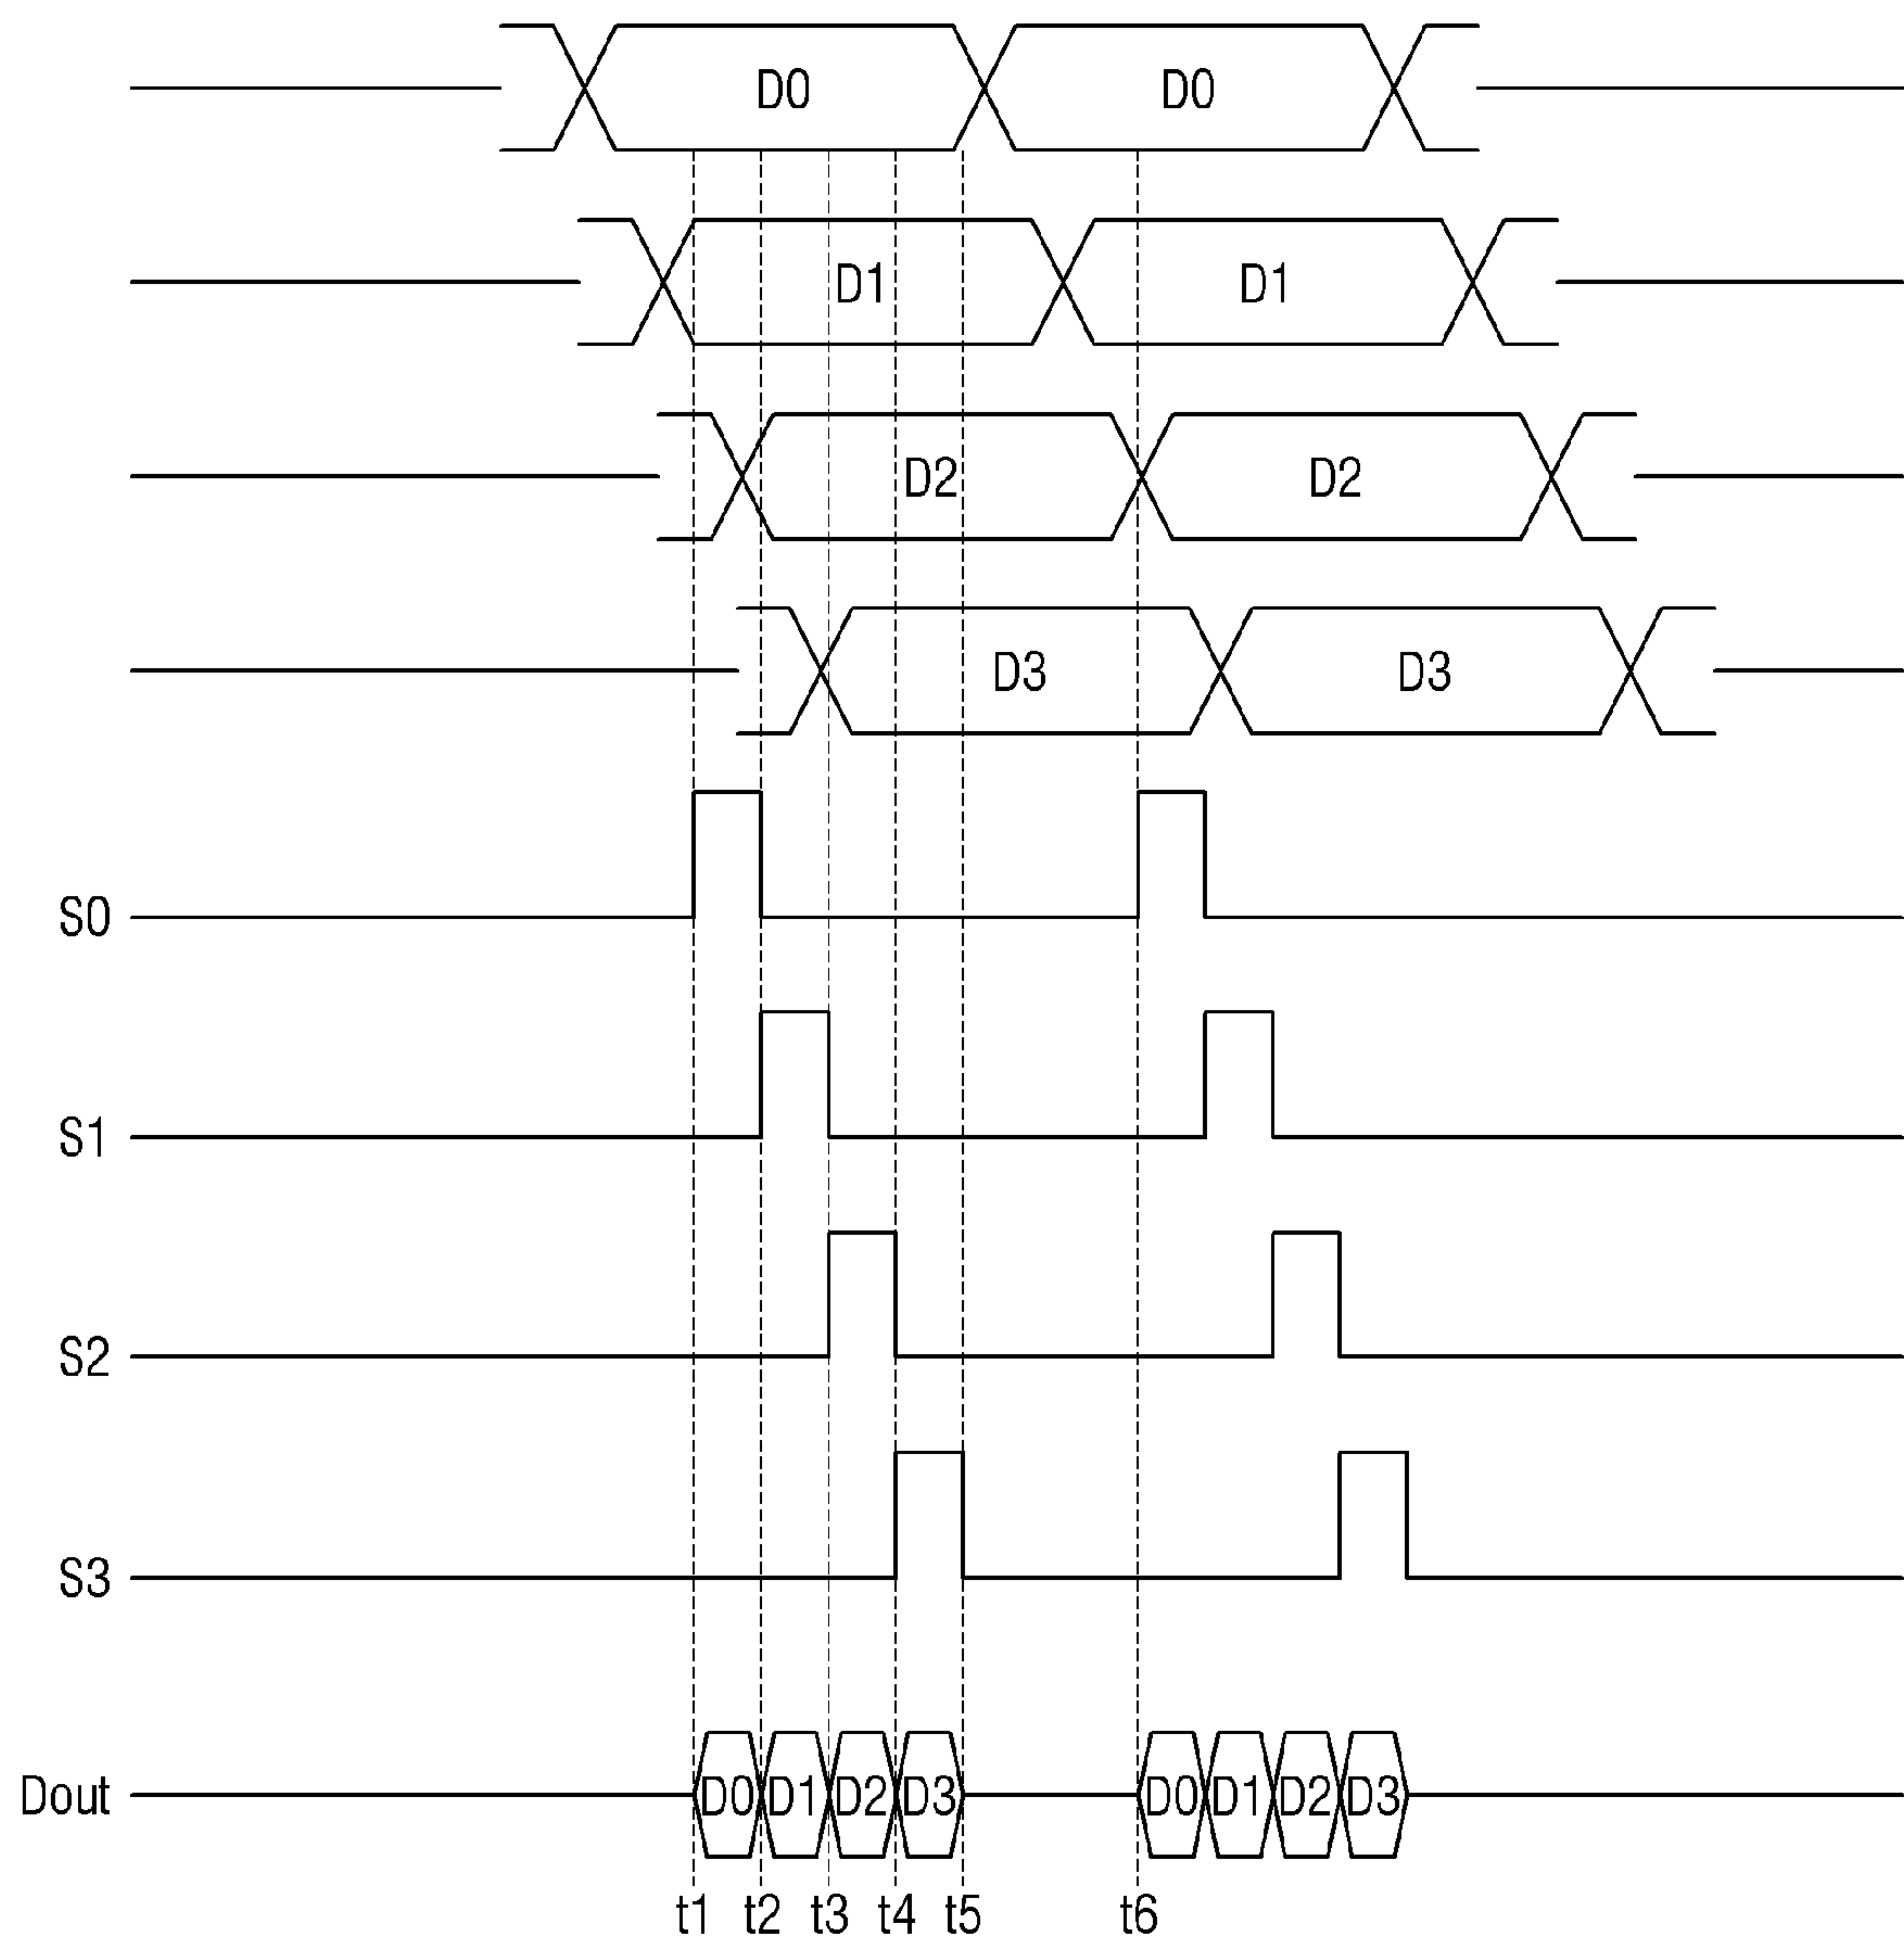 D0 D0
D1 D1
D2 D2
D3 D3
S0
S1
S2
S3
Dout D0 D1 D2 D3 D0 D1 D2 D3
t1 t2 t3 t4 t5 t6